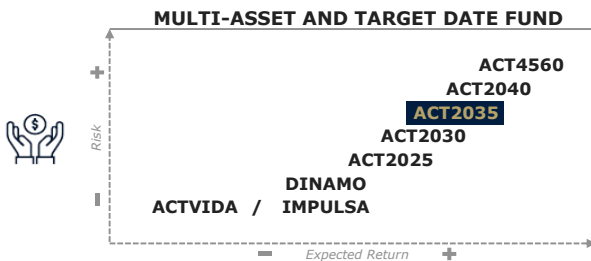 MULTI-ASSET AND TARGET DATE FUND
ACT4560
ACT2040
ACT2035
ACT2030
ACT2025
DINAMO
ACTVIDA / IMPULSA
Risk
Expected Return